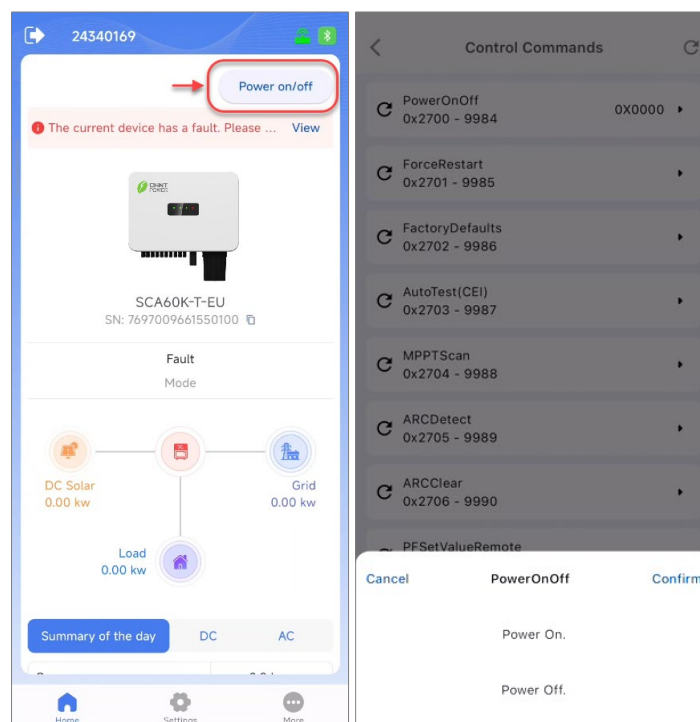 24340169
Power on/off
The current device has a fault. Please ... View
CHNT
POWER
SCA60K-T-EU
SN: 7697009661550100
Fault
Mode
DC Solar
0.00 kw
Grid
0.00 kw
Load
0.00 kw
Summary of the day DC AC
Home Settings More
Control Commands
PowerOnOff
0x2700 - 9984
0X0000
ForceRestart
0x2701 - 9985
FactoryDefaults
0x2702 - 9986
AutoTest(CEI)
0x2703 - 9987
MPPTScan
0x2704 - 9988
ARCDetect
0x2705 - 9989
ARCClear
0x2706 - 9990
PFSetValueRemote
Cancel PowerOnOff Confirm
Power On.
Power Off.